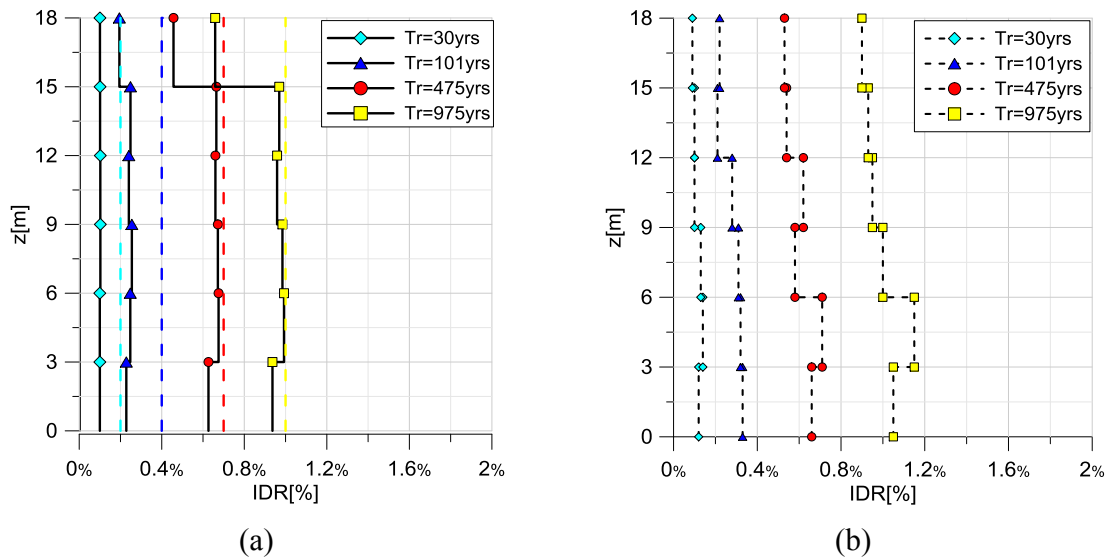 18
15
12
9
6
3
0
z[m]
0% 0.4% 0.8% 1.2% 1.6% 2%
IDR[%]
Tr=30yrs
Tr=101yrs
Tr=475yrs
Tr=975yrs
(a)
18
15
12
9
6
3
0
z[m]
0% 0.4% 0.8% 1.2% 1.6% 2%
IDR[%]
Tr=30yrs
Tr=101yrs
Tr=475yrs
Tr=975yrs
(b)